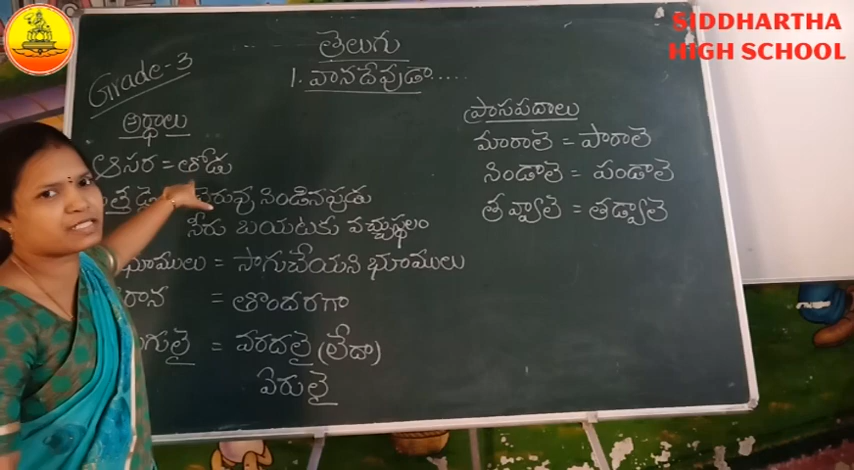 SIDDHARTHA
HIGH SCHOOL
తెలుగు
Grade-3
1. వానదేవుడా.....
అర్థాలు
ఆసర = తోడు
చెరువు నిండినపుడు
నీరు బయటకు వచ్చుస్థలం
భూములు = సాగుచేయని భూములు
= తొందరగా
= వరదలై (లేదా)
ఏరులై
ప్రాసపదాలు
మారాలె = పారాలె
నిండాలె = పండాలె
తవ్వాలె = తడ్వాలె